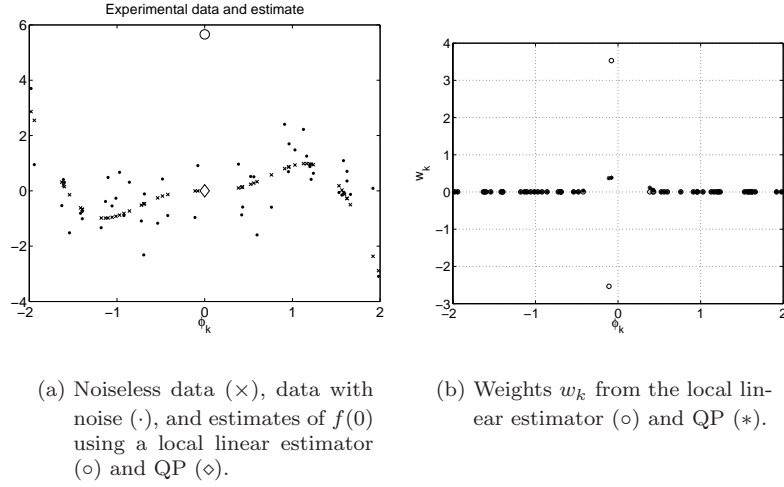 Experimental data and estimate
6
4
2
0
−2
−4
−2
−1
0
1
2
ϕk
4
3
2
1
0
−1
−2
−3
−2
−1
0
1
2
wk
ϕk
(a) Noiseless data (×), data with
noise (·), and estimates of f(0)
using a local linear estimator
(○) and QP (⋄).
(b) Weights wk from the local lin-
ear estimator (○) and QP (∗).